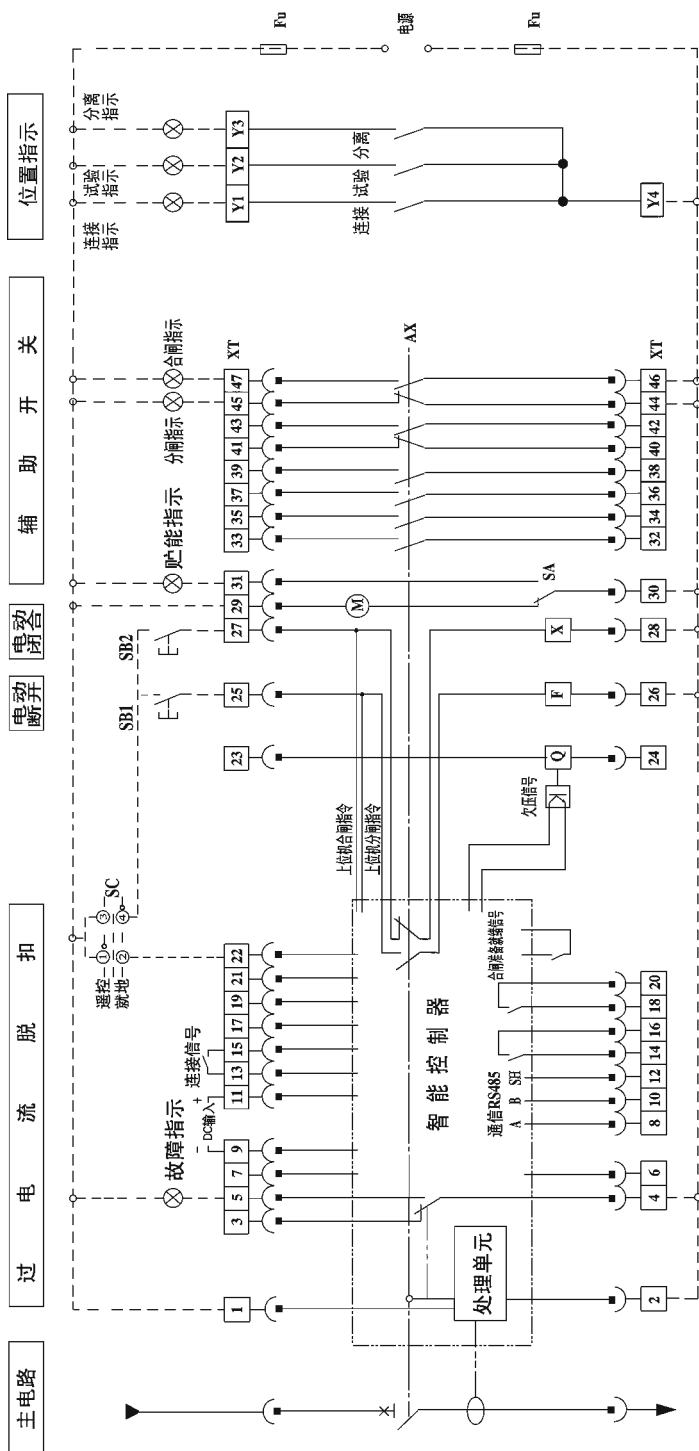 主电路
过电流脱扣
电动断开
电动闭合
辅助开关
位置指示
Fu
电源
Fu
遥控
就地
① ③ SC
② ④
SB1
SB2
故障指示
- DC输入 +
连接信号
贮能指示
分闸指示
合闸指示
连接指示
试验指示
分离指示
XT
1 3 5 7 9 11 13 15 17 19 21 22 23 25 27 29 31 33 35 37 39 41 43 45 47 Y1 Y2 Y3
上位机合闸指令
上位机分闸指令
M
AX
连接
试验
分离
处理单元
智能控制器
通信RS485
A B SH
合闸准备就绪信号
欠压信号
Q
F
X
SA
XT
2 4 6 8 10 12 14 16 18 20 24 26 28 30 32 34 36 38 40 42 44 46 Y4